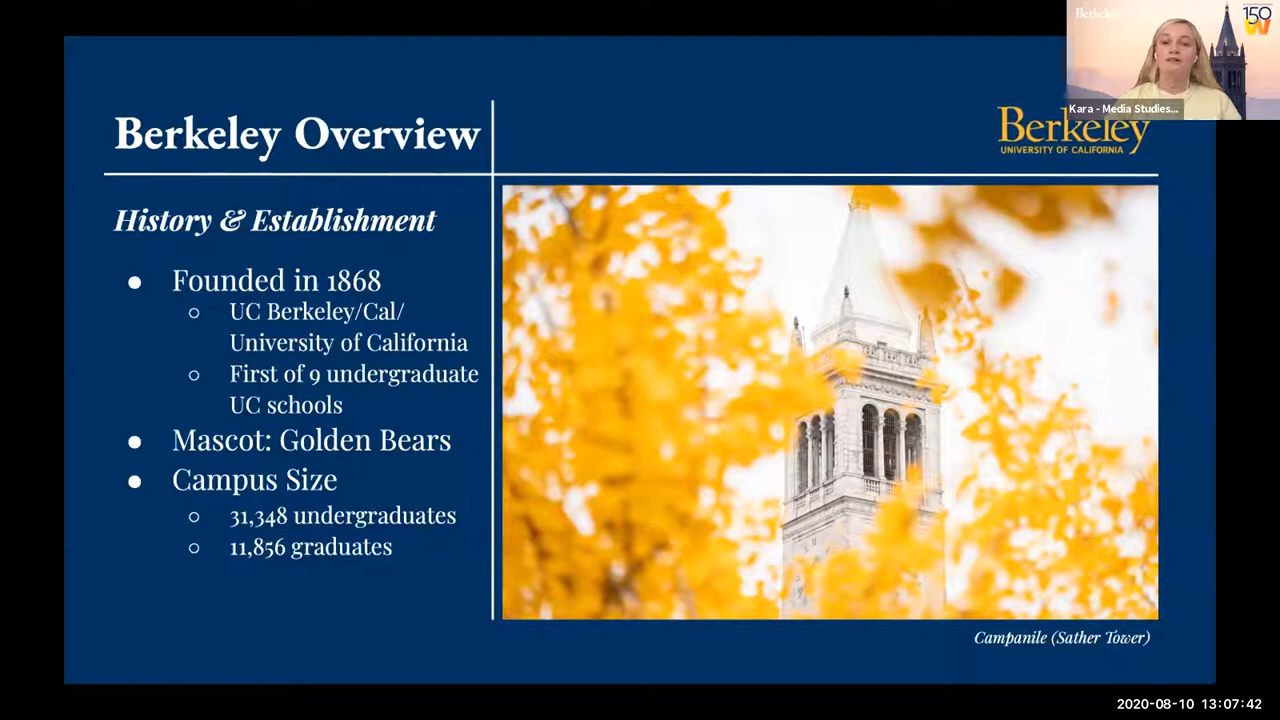 Berkeley Overview
Berkeley
UNIVERSITY OF CALIFORNIA
150
W
Kara - Media Studies...
History & Establishment
● Founded in 1868
○ UC Berkeley/Cal/
University of California
○ First of 9 undergraduate
UC schools
● Mascot: Golden Bears
● Campus Size
○ 31,348 undergraduates
○ 11,856 graduates
Campanile (Sather Tower)
2020-08-10 13:07:42